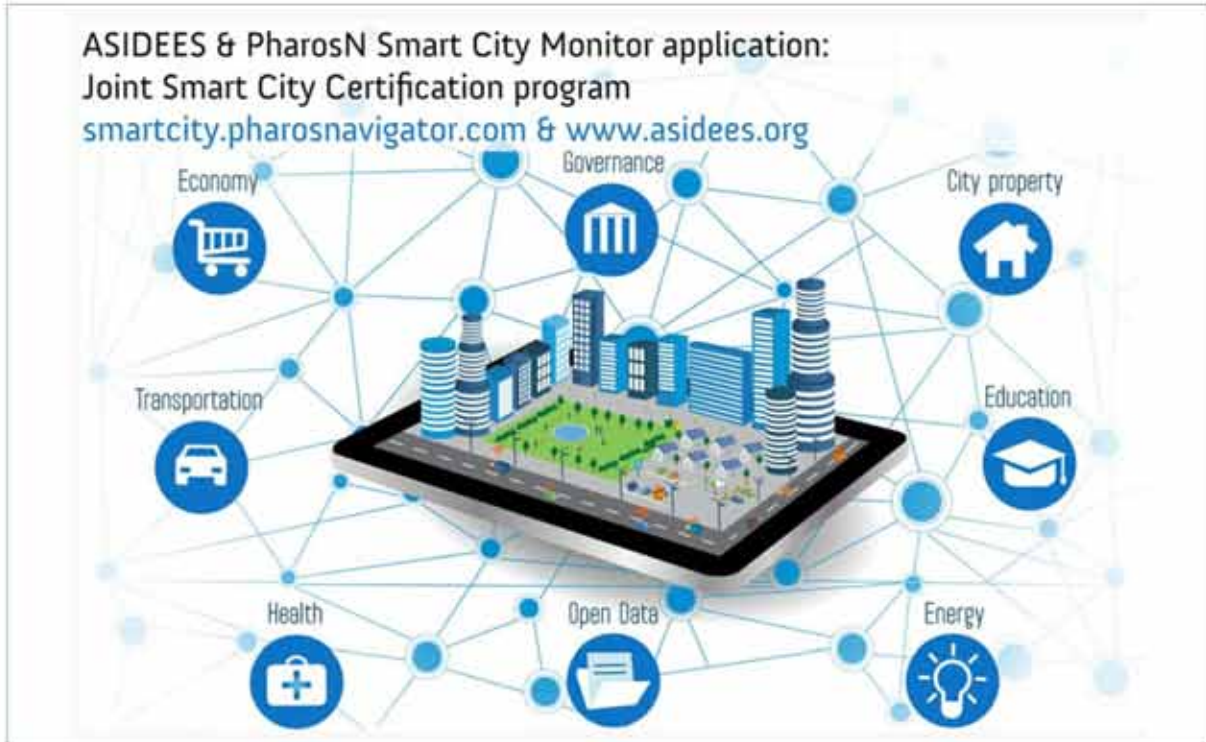 ASIDEES & PharosN Smart City Monitor application:
Joint Smart City Certification program
smartcity.pharosnavigator.com & www.asidees.org
Economy
Governance
City property
Transportation
Education
Health
Open Data
Energy